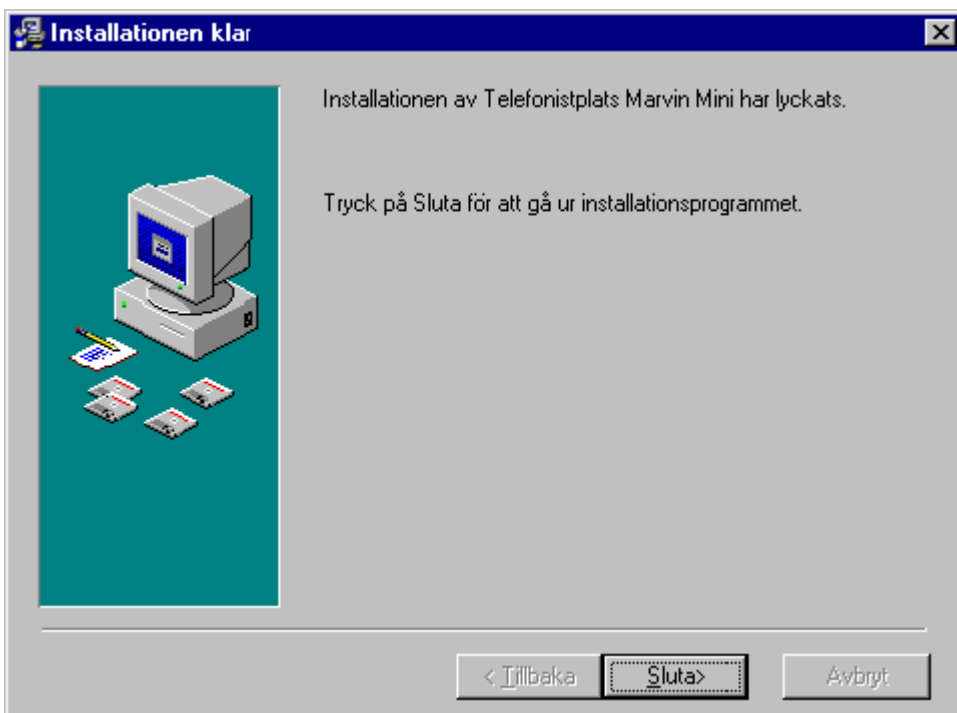 Installationen klar
Installationen av Telefonistplats Marvin Mini har lyckats.
Tryck på Sluta för att gå ur installationsprogrammet.
< Tillbaka
Sluta>
Avbryt